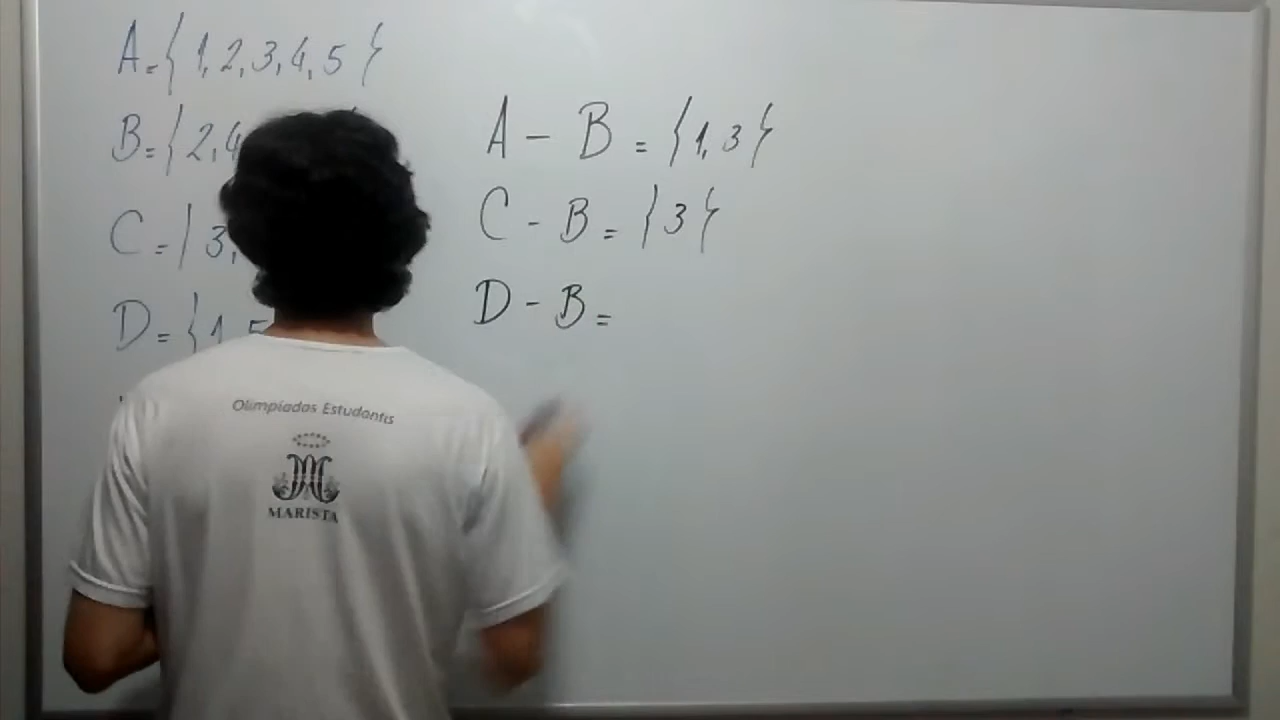 A={1,2,3,4,5}
B={2,4
C={3,
D={1,5
A - B = {1,3}
C - B = {3}
D - B =
Olimpíadas Estudantis
MARISTA